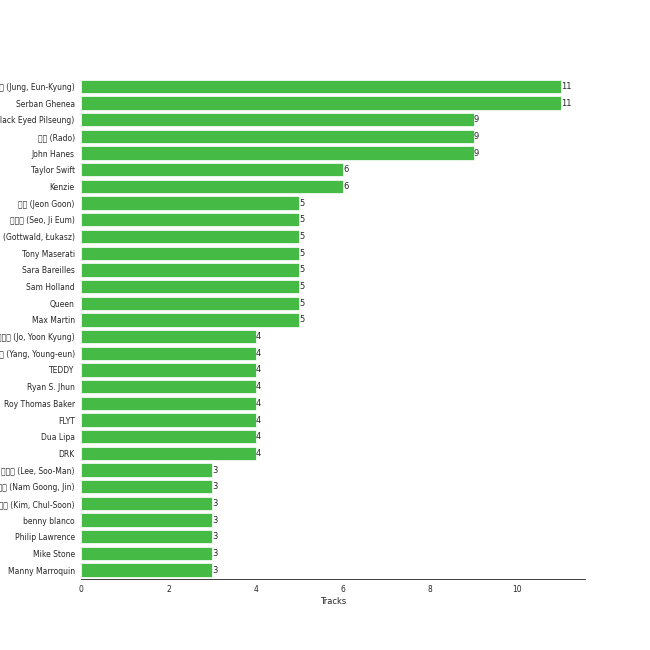 (Jung, Eun-Kyung) 11
Serban Ghenea 11
lack Eyed Pilseung) 9
(Rado) 9
John Hanes 9
Taylor Swift 6
Kenzie 6
(Jeon Goon) 5
(Seo, Ji Eum) 5
(Gottwald, Łukasz) 5
Tony Maserati 5
Sara Bareilles 5
Sam Holland 5
Queen 5
Max Martin 5
(Jo, Yoon Kyung) 4
(Yang, Young-eun) 4
TEDDY 4
Ryan S. Jhun 4
Roy Thomas Baker 4
FLYT 4
Dua Lipa 4
DRK 4
(Lee, Soo-Man) 3
(Nam Goong, Jin) 3
(Kim, Chul-Soon) 3
benny blanco 3
Philip Lawrence 3
Mike Stone 3
Manny Marroquin 3
0 2 4 6 8 10
Tracks